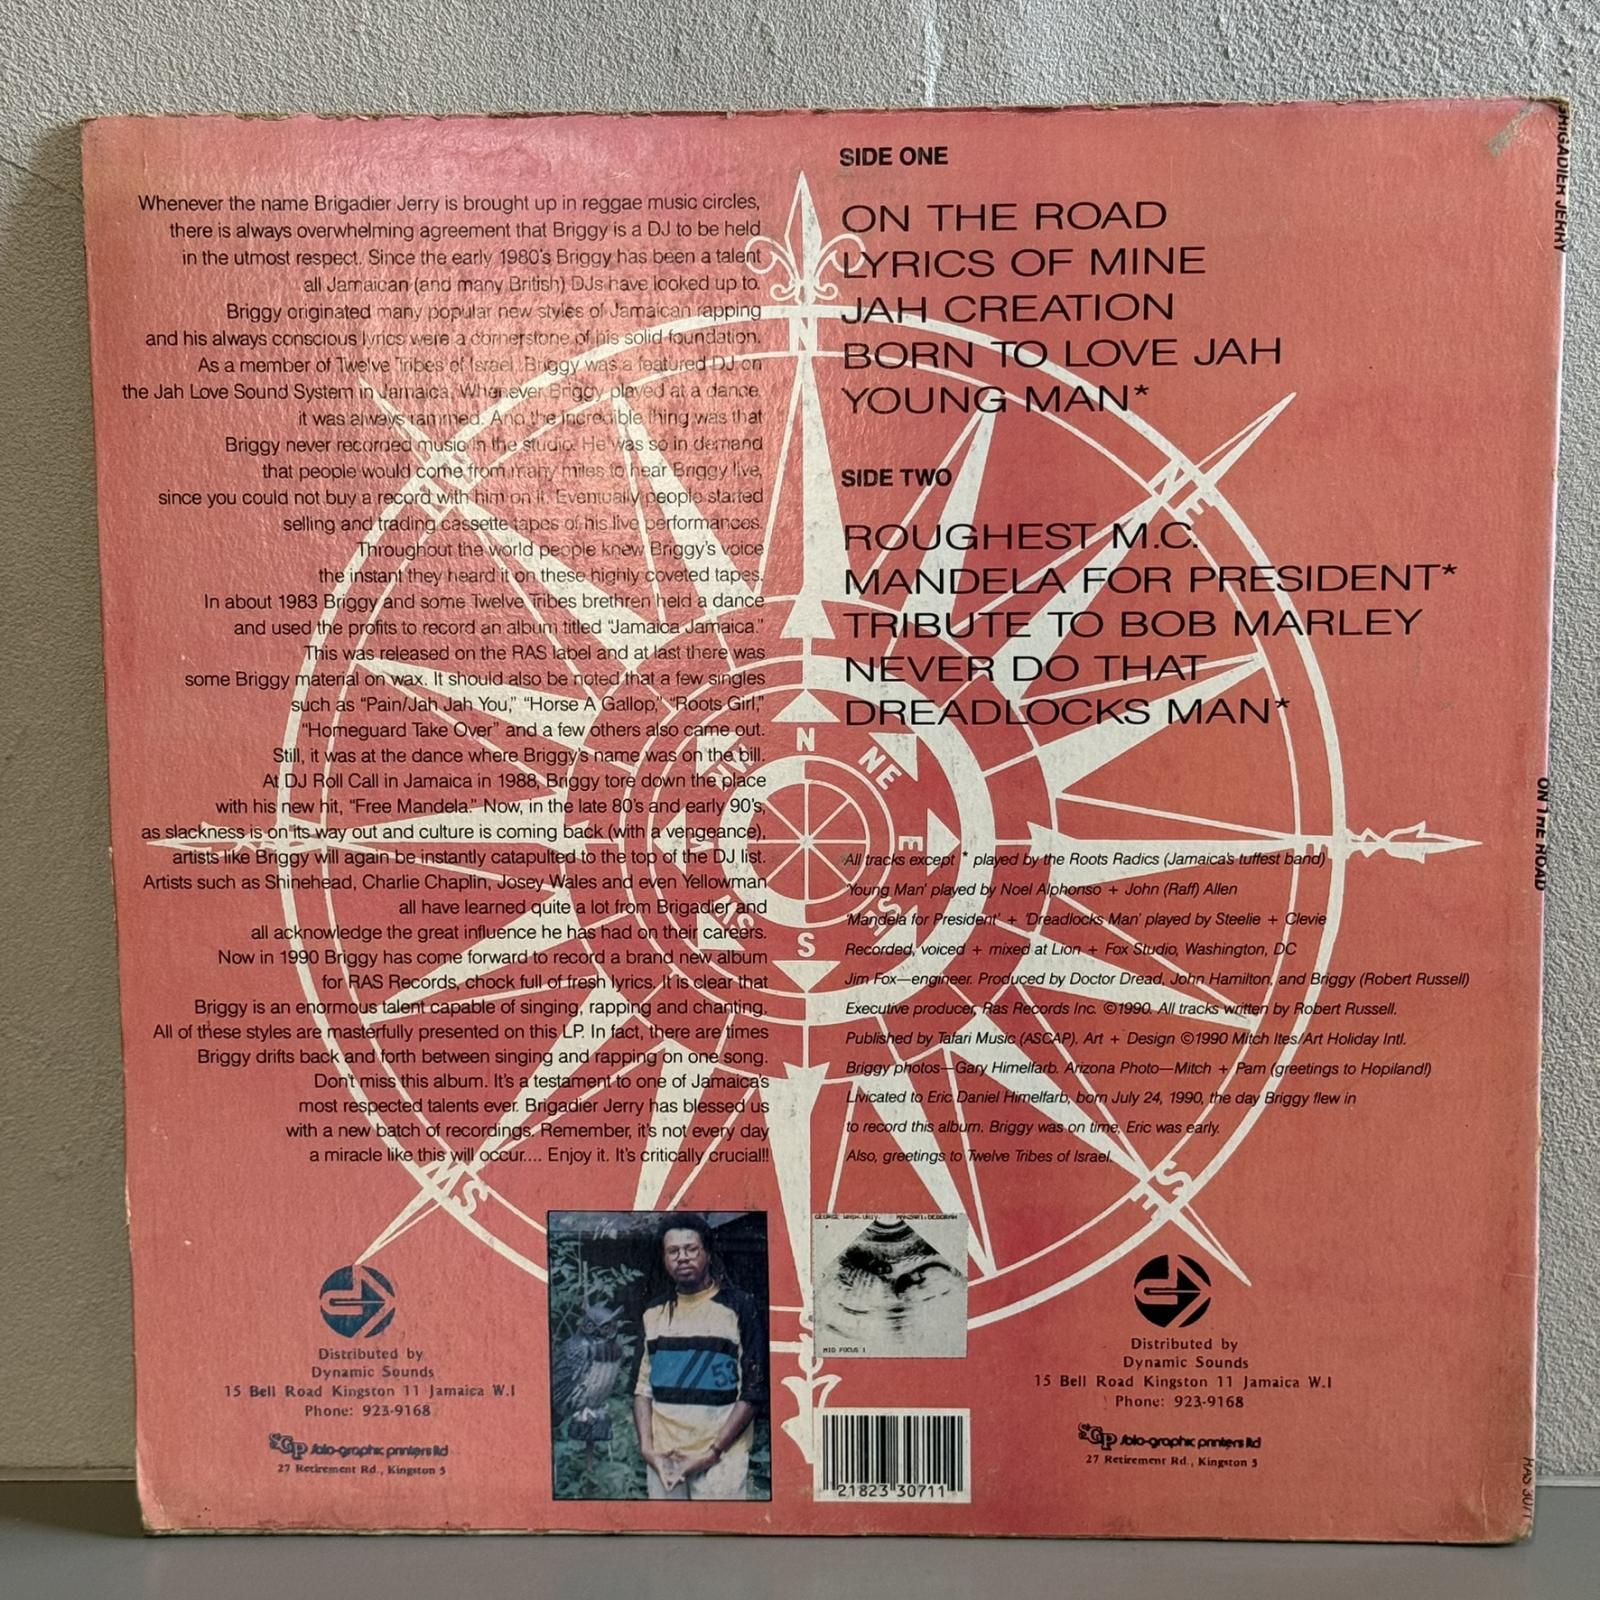 Whenever the name Brigadier Jerry is brought up in reggae music circles,
there is always overwhelming agreement that Briggy is a DJ to be held
in the utmost respect. Since the early 1980's Briggy has been a talent
all Jamaican (and many British) DJs have looked up to.
Briggy originated many popular new styles of Jamaican rapping
and his always conscious lyrics were a cornerstone of his solid foundation.
As a member of Twelve Tribes of Israel, Briggy was a featured DJ on
the Jah Love Sound System in Jamaica. Whenever Briggy played at a dance,
it was always rammed. And the incredible thing was that
Briggy never recorded music in the studio. He was so in demand
that people would come from many miles to hear Briggy live,
since you could not buy a record with him on it. Eventually people started
selling and trading cassette tapes of his live performances.
Throughout the world people knew Briggy's voice
the instant they heard it on these highly coveted tapes.
In about 1983 Briggy and some Twelve Tribes brethren held a dance
and used the profits to record an album titled "Jamaica Jamaica."
This was released on the RAS label and at last there was
some Briggy material on wax. It should also be noted that a few singles
such as "Pain/Jah Jah You," "Horse A Gallop," "Roots Girl,"
"Homeguard Take Over" and a few others also came out.
Still, it was at the dance where Briggy's name was on the bill.
At DJ Roll Call in Jamaica in 1988, Briggy tore down the place
with his new hit, "Free Mandela." Now, in the late 80's and early 90's,
as slackness is on its way out and culture is coming back (with a vengeance),
artists like Briggy will again be instantly catapulted to the top of the DJ list.
Artists such as Shinehead, Charlie Chaplin, Josey Wales and even Yellowman
all have learned quite a lot from Brigadier and
all acknowledge the great influence he has had on their careers.
Now in 1990 Briggy has come forward to record a brand new album
for RAS Records, chock full of fresh lyrics. It is clear that
Briggy is an enormous talent capable of singing, rapping and chanting.
All of these styles are masterfully presented on this LP. In fact, there are times
Briggy drifts back and forth between singing and rapping on one song.
Don't miss this album. It's a testament to one of Jamaica's
most respected talents ever. Brigadier Jerry has blessed us
with a new batch of recordings. Remember, it's not every day
a miracle like this will occur.... Enjoy it. It's critically crucial!!
SIDE ONE
ON THE ROAD
LYRICS OF MINE
JAH CREATION
BORN TO LOVE JAH
YOUNG MAN*
SIDE TWO
ROUGHEST M.C.
MANDELA FOR PRESIDENT*
TRIBUTE TO BOB MARLEY
NEVER DO THAT
DREADLOCKS MAN*
All tracks except * played by the Roots Radics (Jamaica's tuffest band)
'Young Man' played by Noel Alphonso + John (Raff) Allen
'Mandela for President' + 'Dreadlocks Man' played by Steelie + Clevie
Recorded, voiced + mixed at Lion + Fox Studio, Washington, DC
Jim Fox—engineer. Produced by Doctor Dread, John Hamilton, and Briggy (Robert Russell)
Executive producer, Ras Records Inc. ©1990. All tracks written by Robert Russell.
Published by Tafari Music (ASCAP). Art + Design ©1990 Mitch Ites/Art Holiday Intl.
Briggy photos—Gary Himelfarb. Arizona Photo—Mitch + Pam (greetings to Hopiland!)
Livicated to Eric Daniel Himelfarb, born July 24, 1990, the day Briggy flew in
to record this album. Briggy was on time, Eric was early.
Also, greetings to Twelve Tribes of Israel.
N
NE
N
NE
E
SE
S
SW
SE
S
Distributed by
Dynamic Sounds
15 Bell Road Kingston 11 Jamaica W.I
Phone: 923-9168
SGP Solo-graphic printers ltd
27 Retirement Rd., Kingston 5
53
GEORGE WASH. UNIV. MANZARI, DEBORAH
MID FOCUS 1
21823 30711
Distributed by
Dynamic Sounds
15 Bell Road Kingston 11 Jamaica W.I
Phone: 923-9168
SGP Solo-graphic printers ltd
27 Retirement Rd., Kingston 5
BRIGADIER JERRY
ON THE ROAD
RAS 3071